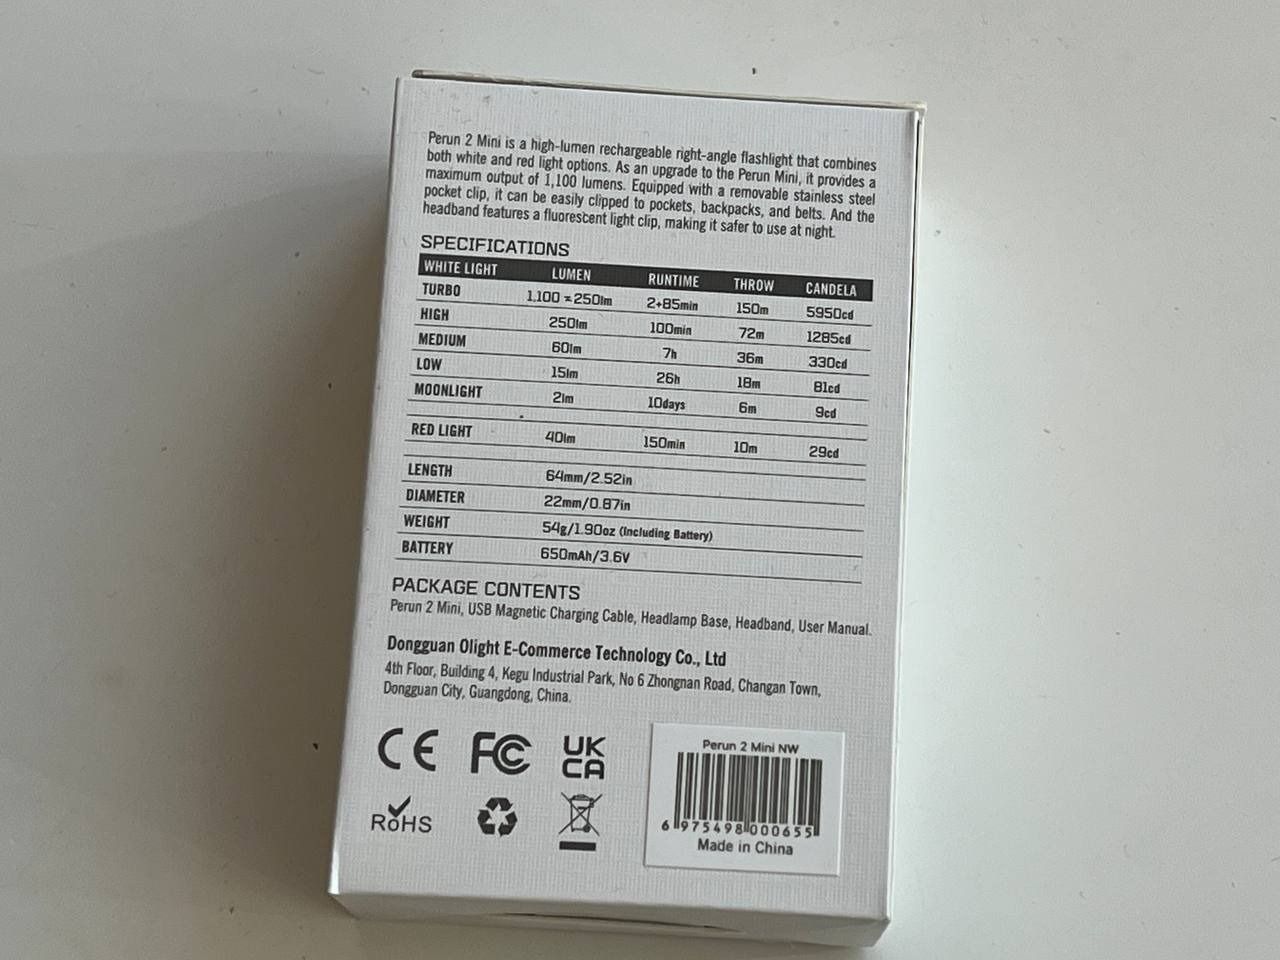 Perun 2 Mini is a high-lumen rechargeable right-angle flashlight that combines
both white and red light options. As an upgrade to the Perun Mini, it provides a
maximum output of 1,100 lumens. Equipped with a removable stainless steel
pocket clip, it can be easily clipped to pockets, backpacks, and belts. And the
headband features a fluorescent light clip, making it safer to use at night.
SPECIFICATIONS
WHITE LIGHT LUMEN RUNTIME THROW CANDELA
TURBO 1,100 ≈ 250lm 2+85min 150m 5950cd
HIGH 250lm 100min 72m 1285cd
MEDIUM 60lm 7h 36m 330cd
LOW 15lm 26h 18m 81cd
MOONLIGHT 2lm 10days 6m 9cd
RED LIGHT 40lm 150min 10m 29cd
LENGTH 64mm/2.52in
DIAMETER 22mm/0.87in
WEIGHT 54g/1.90oz (Including Battery)
BATTERY 650mAh/3.6V
PACKAGE CONTENTS
Perun 2 Mini, USB Magnetic Charging Cable, Headlamp Base, Headband, User Manual.
Dongguan Olight E-Commerce Technology Co., Ltd
4th Floor, Building 4, Kegu Industrial Park, No 6 Zhongnan Road, Changan Town,
Dongguan City, Guangdong, China.
CE FC UK
CA
RoHS
Perun 2 Mini NW
6 975498 000655
Made in China